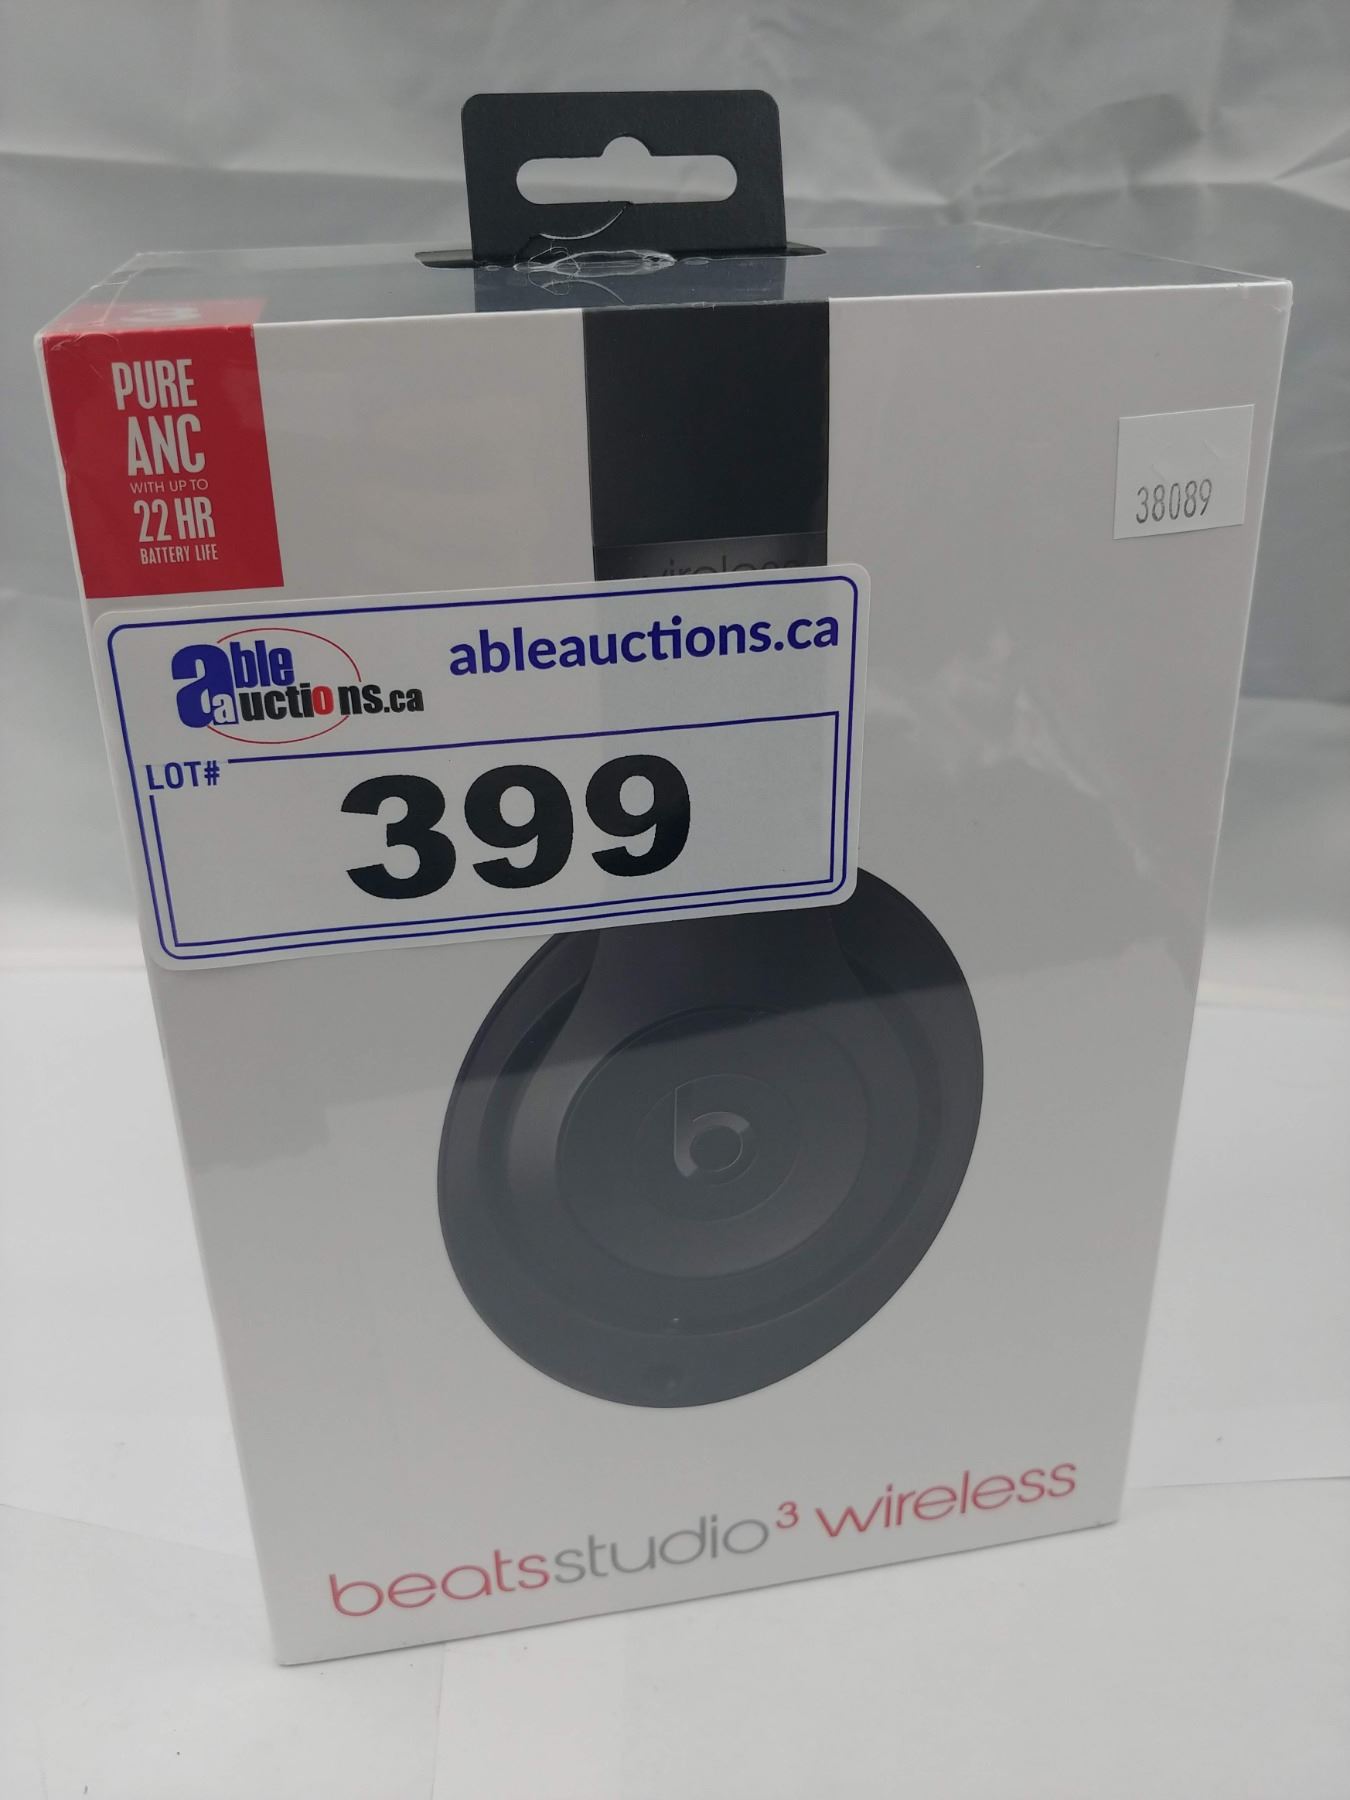 PURE
ANC
WITH UP TO
22 HR
BATTERY LIFE
38089
wireless
able
auctions.ca
ableauctions.ca
LOT#
399
b
beatsstudio³ wireless